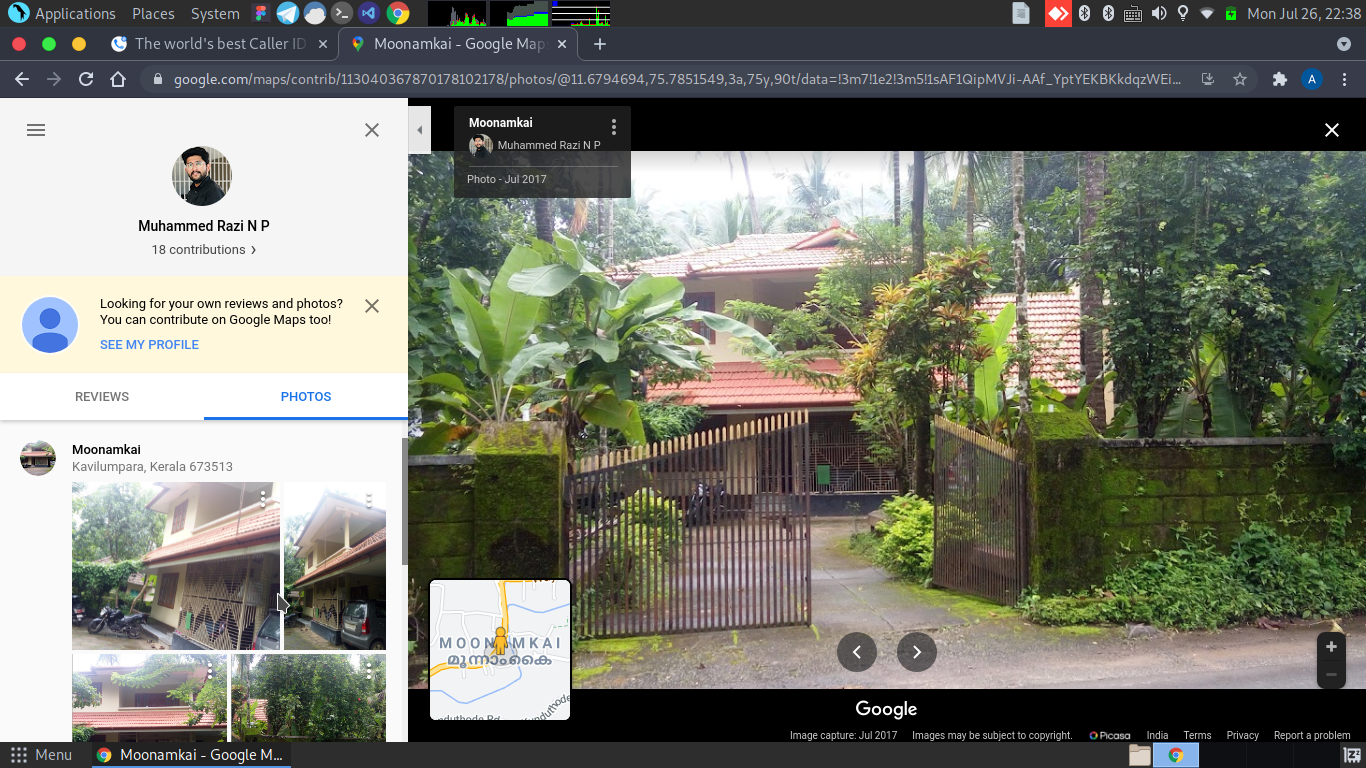 Applications Places System Mon Jul 26, 22:38
The world's best Caller ID
Moonamkai - Google Maps
google.com/maps/contrib/113040367870178102178/photos/@11.6794694,75.7851549,3a,75y,90t/data=!3m7!1e2!3m5!1sAF1QipMVJi-AAf_YptYEKBKkdqzWEi...
A
Muhammed Razi N P
18 contributions ›
Looking for your own reviews and photos?
You can contribute on Google Maps too!
SEE MY PROFILE
REVIEWS PHOTOS
Moonamkai
Kavilumpara, Kerala 673513
Moonamkai
Muhammed Razi N P
Photo - Jul 2017
MOONAMKAI
മൂന്നാംകൈ
Google
Image capture: Jul 2017 Images may be subject to copyright. Picasa India Terms Privacy Report a problem
Menu Moonamkai - Google M...